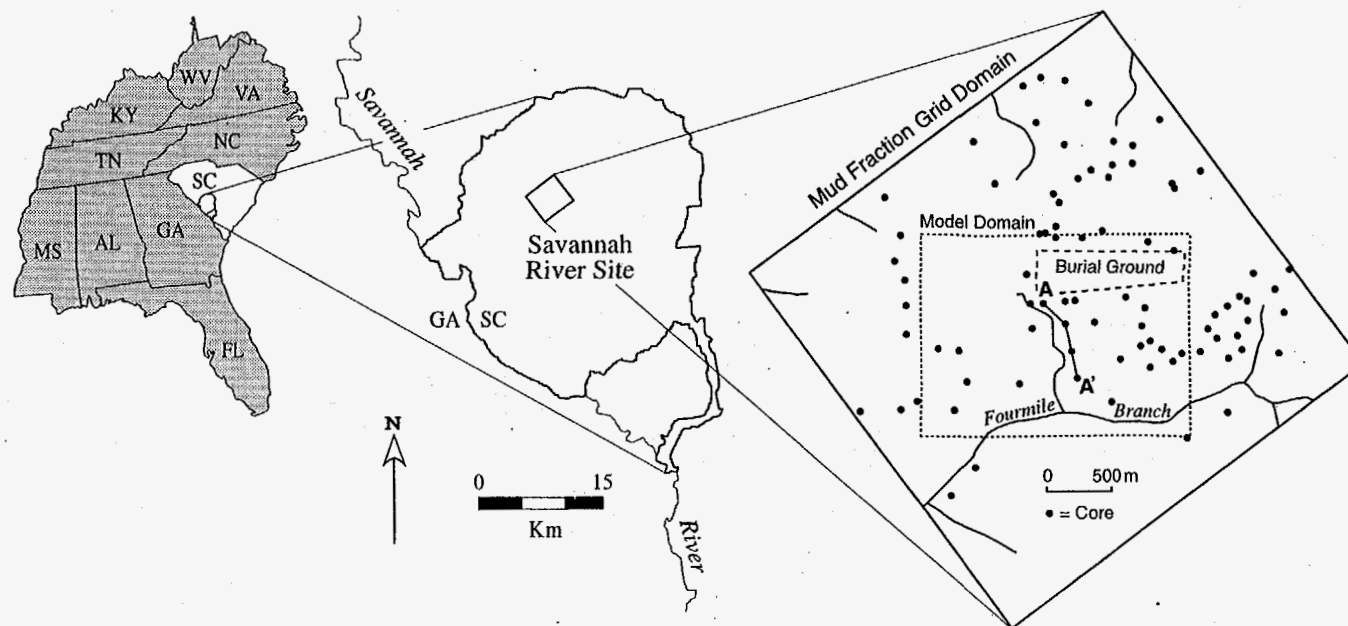 WV
KY
VA
TN
NC
SC
MS
AL
GA
FL
Savannah
Savannah
River Site
GA
SC
N
0 15
Km
River
Mud Fraction Grid Domain
Model Domain
Burial Ground
A
A'
Fourmile Branch
0 500 m
• = Core